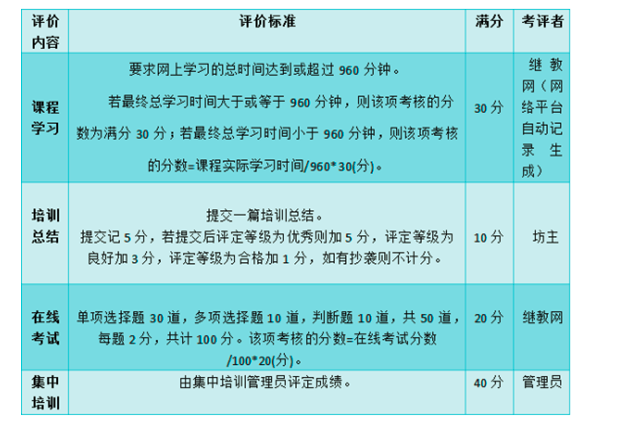 评价内容 评价标准 满分 考评者
课程学习
要求网上学习的总时间达到或超过 960 分钟。
若最终总学习时间大于或等于 960 分钟，则该项考核的分
数为满分 30 分；若最终总学习时间小于 960 分钟，则该项考核
的分数=课程实际学习时间/960*30(分)。
30 分
继教
网（网
络平台
自动记
录生
成）
培训总结
提交一篇培训总结。
提交记 5 分，若提交后评定等级为优秀则加 5 分，评定等级为
良好加 3 分，评定等级为合格加 1 分，如有抄袭则不计分。
10 分
坊主
在线考试
单项选择题 30 道，多项选择题 10 道，判断题 10 道，共 50 道，
每题 2 分，共计 100 分。该项考核的分数=在线考试分数
/100*20(分)。
20 分
继教网
集中培训
由集中培训管理员评定成绩。
40 分
管理员